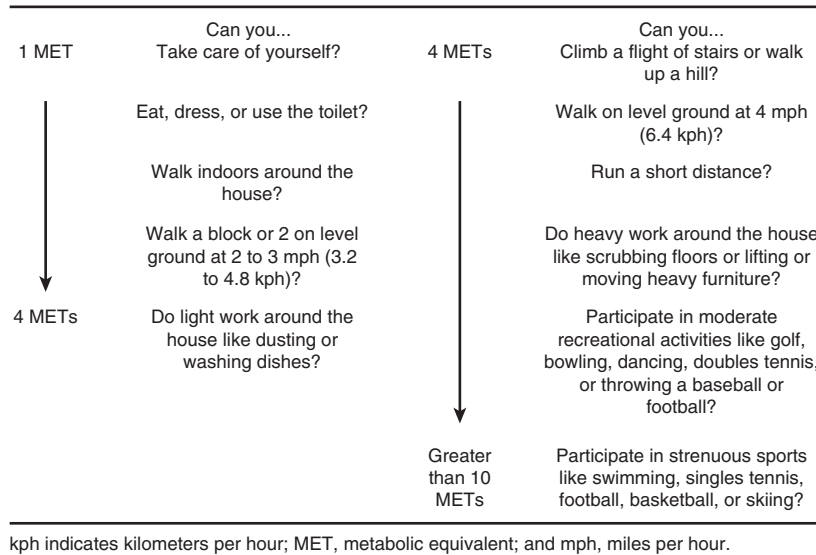 Can you...
1 MET
Take care of yourself?
Eat, dress, or use the toilet?
Walk indoors around the
house?
Walk a block or 2 on level
ground at 2 to 3 mph (3.2
to 4.8 kph)?
4 METs
Do light work around the
house like dusting or
washing dishes?
Can you...
4 METs
Climb a flight of stairs or walk
up a hill?
Walk on level ground at 4 mph
(6.4 kph)?
Run a short distance?
Do heavy work around the house
like scrubbing floors or lifting or
moving heavy furniture?
Participate in moderate
recreational activities like golf,
bowling, dancing, doubles tennis,
or throwing a baseball or
football?
Greater
than 10
METs
Participate in strenuous sports
like swimming, singles tennis,
football, basketball, or skiing?
kph indicates kilometers per hour; MET, metabolic equivalent; and mph, miles per hour.